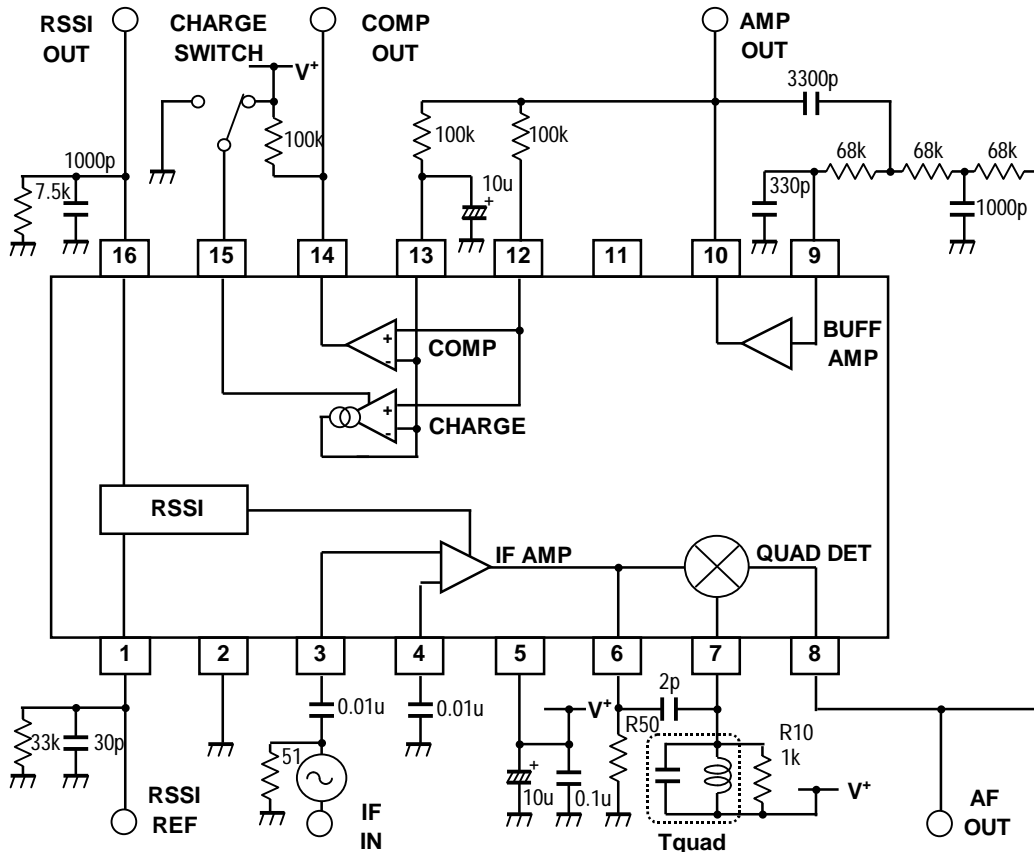 RSSI OUT
CHARGE SWITCH
COMP OUT
AMP OUT
V+
3300p
100k
100k
100k
68k
68k
68k
1000p
7.5k
10u
+
330p
1000p
16
15
14
13
12
11
10
9
+
-
COMP
BUFF AMP
+
-
CHARGE
RSSI
IF AMP
QUAD DET
1
2
3
4
5
6
7
8
0.01u
0.01u
V+
2p
R50
33k
30p
51
+
10u
0.1u
R10
1k
V+
RSSI REF
IF IN
Tquad
AF OUT